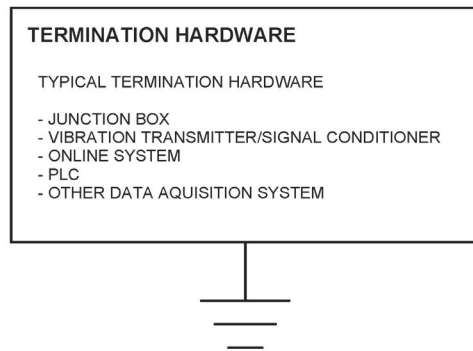 TERMINATION HARDWARE
TYPICAL TERMINATION HARDWARE
- JUNCTION BOX
- VIBRATION TRANSMITTER/SIGNAL CONDITIONER
- ONLINE SYSTEM
- PLC
- OTHER DATA AQUISITION SYSTEM